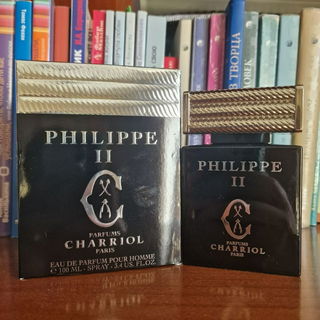 PHILIPPE
II
C
PARFUMS
CHARRIOL
PARIS
EAU DE PARFUM POUR HOMME
℮ 100 ML - SPRAY - 3.4 US. FL.OZ
PHILIPPE
II
C
PARFUMS
CHARRIOL
PARIS